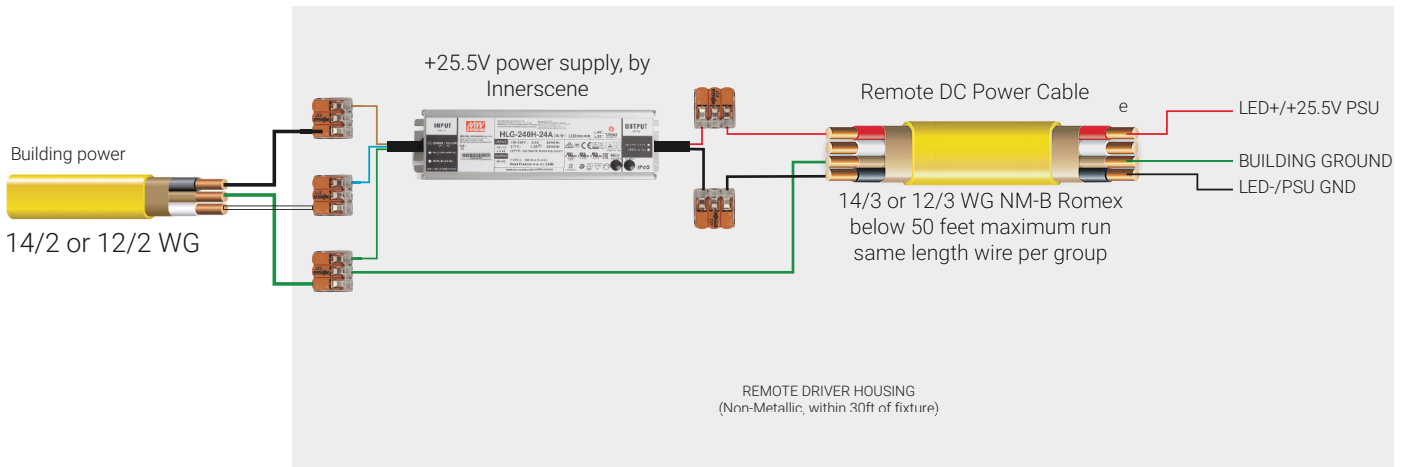 +25.5V power supply, by
Innerscene
Remote DC Power Cable
e
LED+/+25.5V PSU
Building power
INPUT
MW
HLG-240H-24A
OUTPUT
BUILDING GROUND
LED-/PSU GND
14/2 or 12/2 WG
14/3 or 12/3 WG NM-B Romex
below 50 feet maximum run
same length wire per group
REMOTE DRIVER HOUSING
(Non-Metallic, within 30ft of fixture)